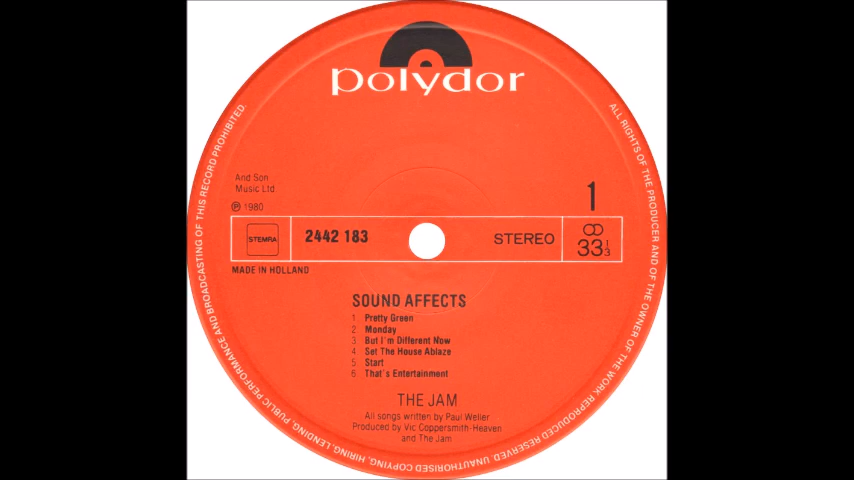 polydor
And Son
Music Ltd
℗ 1980
1
STEMRA
2442 183
STEREO
33 1/3
MADE IN HOLLAND
SOUND AFFECTS
1 Pretty Green
2 Monday
3 But I'm Different Now
4 Set The House Ablaze
5 Start
6 That's Entertainment
THE JAM
All songs written by Paul Weller
Produced by Vic Coppersmith-Heaven
and The Jam
ALL RIGHTS OF THE PRODUCER AND OF THE OWNER OF THE WORK REPRODUCED RESERVED. UNAUTHORISED COPYING, HIRING, LENDING, PUBLIC PERFORMANCE AND BROADCASTING OF THIS RECORD PROHIBITED.